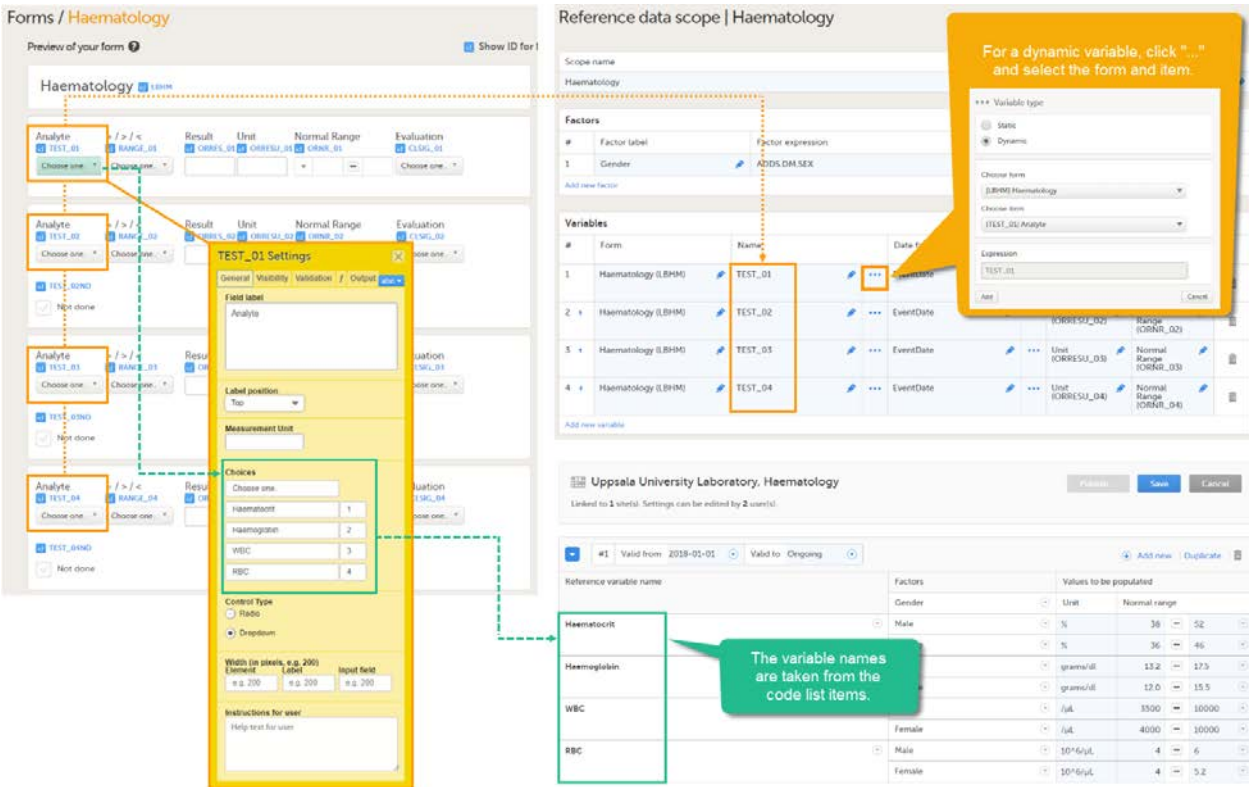 Forms / Haematology
Preview of your form
Show ID for
Haematology LBHM
Analyte > / > / < Result Unit Normal Range Evaluation
TEST_01 RANGE_01 ORRES_01 ORRESU_01 ORNR_01 CLSIG_01
Choose one. Choose one. - Choose one.
Analyte > / > / < Result Unit Normal Range Evaluation
TEST_02 RANGE_02 ORRES_02 ORRESU_02 ORNR_02 CLSIG_02
Choose one. Choose one.
TEST_02ND
Not done
Analyte > / > / <
TEST_03 RANGE_03 CLSIG_03
Choose one. Choose one.
TEST_03ND
Not done
Analyte > / > / <
TEST_04 RANGE_04 CLSIG_04
Choose one. Choose one.
TEST_04ND
Not done
TEST_01 Settings
General Visibility Validation f Output
Field label
Analyte
Label position
Top
Measurement Unit
Choices
Choose one.
Haematocrit 1
Haemoglobin 2
WBC 3
RBC 4
Control Type
Radio
Dropdown
Width (in pixels, e.g. 200)
Element Label Input field
e.g. 200 e.g. 200 e.g. 200
Instructions for user
Help text for user
Reference data scope | Haematology
Scope name
Haematology
Factors
# Factor label Factor expression
1 Gender ADDS.DM.SEX
Add new factor
Variables
# Form Name
1 Haematology (LBHM) TEST_01 ... EventDate
2 Haematology (LBHM) TEST_02 ... EventDate (ORRESU_02) Range (ORNR_02)
3 Haematology (LBHM) TEST_03 ... EventDate ... Unit (ORRESU_03) Normal Range (ORNR_03)
4 Haematology (LBHM) TEST_04 ... EventDate ... Unit (ORRESU_04) Normal Range (ORNR_04)
Add new variable
For a dynamic variable, click "..."
and select the form and item.
... Variable type
Static
Dynamic
Choose form
(LBHM) Haematology
Choose item
(TEST_01) Analyte
Expression
TEST_01
Add Cancel
Uppsala University Laboratory, Haematology
Publish Save Cancel
Linked to 1 site(s). Settings can be edited by 2 user(s).
#1 Valid from 2018-01-01 Valid to Ongoing Add new Duplicate
Reference variable name Factors Values to be populated
Gender Unit Normal range
Haematocrit Male % 38 - 52
% 36 - 46
Haemoglobin grams/dl 13.2 - 17.5
grams/dl 12.0 - 15.5
WBC /µL 3500 - 10000
Female /µL 4000 - 10000
RBC Male 10^6/µL 4 - 6
Female 10^6/µL 4 - 5.2
The variable names
are taken from the
code list items.